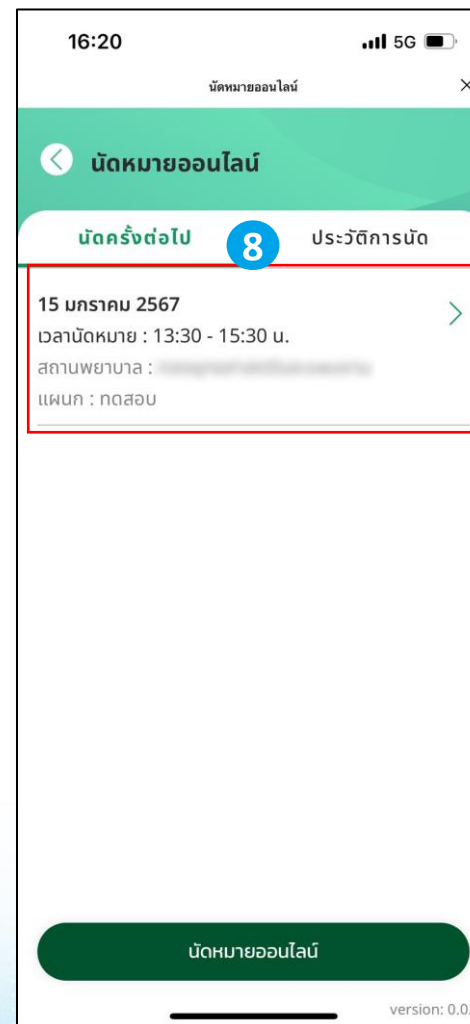 16:20
5G
นัดหมายออนไลน์
นัดหมายออนไลน์
นัดครั้งต่อไป
8
ประวัติการนัด
15 มกราคม 2567
เวลานัดหมาย : 13:30 - 15:30 น.
สถานพยาบาล :
แผนก : ทดสอบ
นัดหมายออนไลน์
version: 0.0.